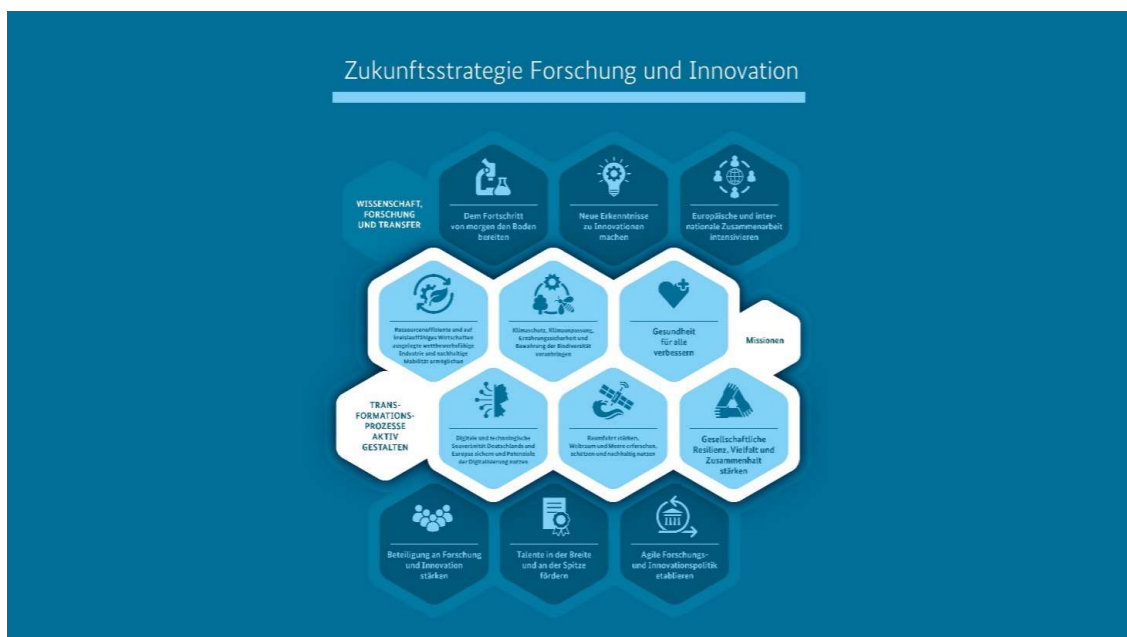 Zukunftsstrategie Forschung und Innovation
WISSENSCHAFT,
FORSCHUNG
UND TRANSFER
Dem Fortschritt
von morgen den Boden
bereiten
Neue Erkenntnisse
zu Innovationen
machen
Europäische und inter-
nationale Zusammenarbeit
intensivieren
Ressourceneffiziente und auf
kreislauffähiges Wirtschaften
ausgelegte wettbewerbsfähige
Industrie und nachhaltige
Mobilität ermöglichen
Klimaschutz, Klimaanpassung,
Ernährungssicherheit und
Bewahrung der Biodiversität
voranbringen
Gesundheit
für alle
verbessern
Missionen
TRANS-
FORMATIONS-
PROZESSE
AKTIV
GESTALTEN
Digitale und technologische
Souveränität Deutschlands und
Europas sichern und Potenziale
der Digitalisierung nutzen
Raumfahrt stärken,
Weltraum und Meere erforschen,
schützen und nachhaltig nutzen
Gesellschaftliche
Resilienz, Vielfalt und
Zusammenhalt
stärken
Beteiligung an Forschung
und Innovation
stärken
Talente in der Breite
und an der Spitze
fördern
Agile Forschungs-
und Innovationspolitik
etablieren